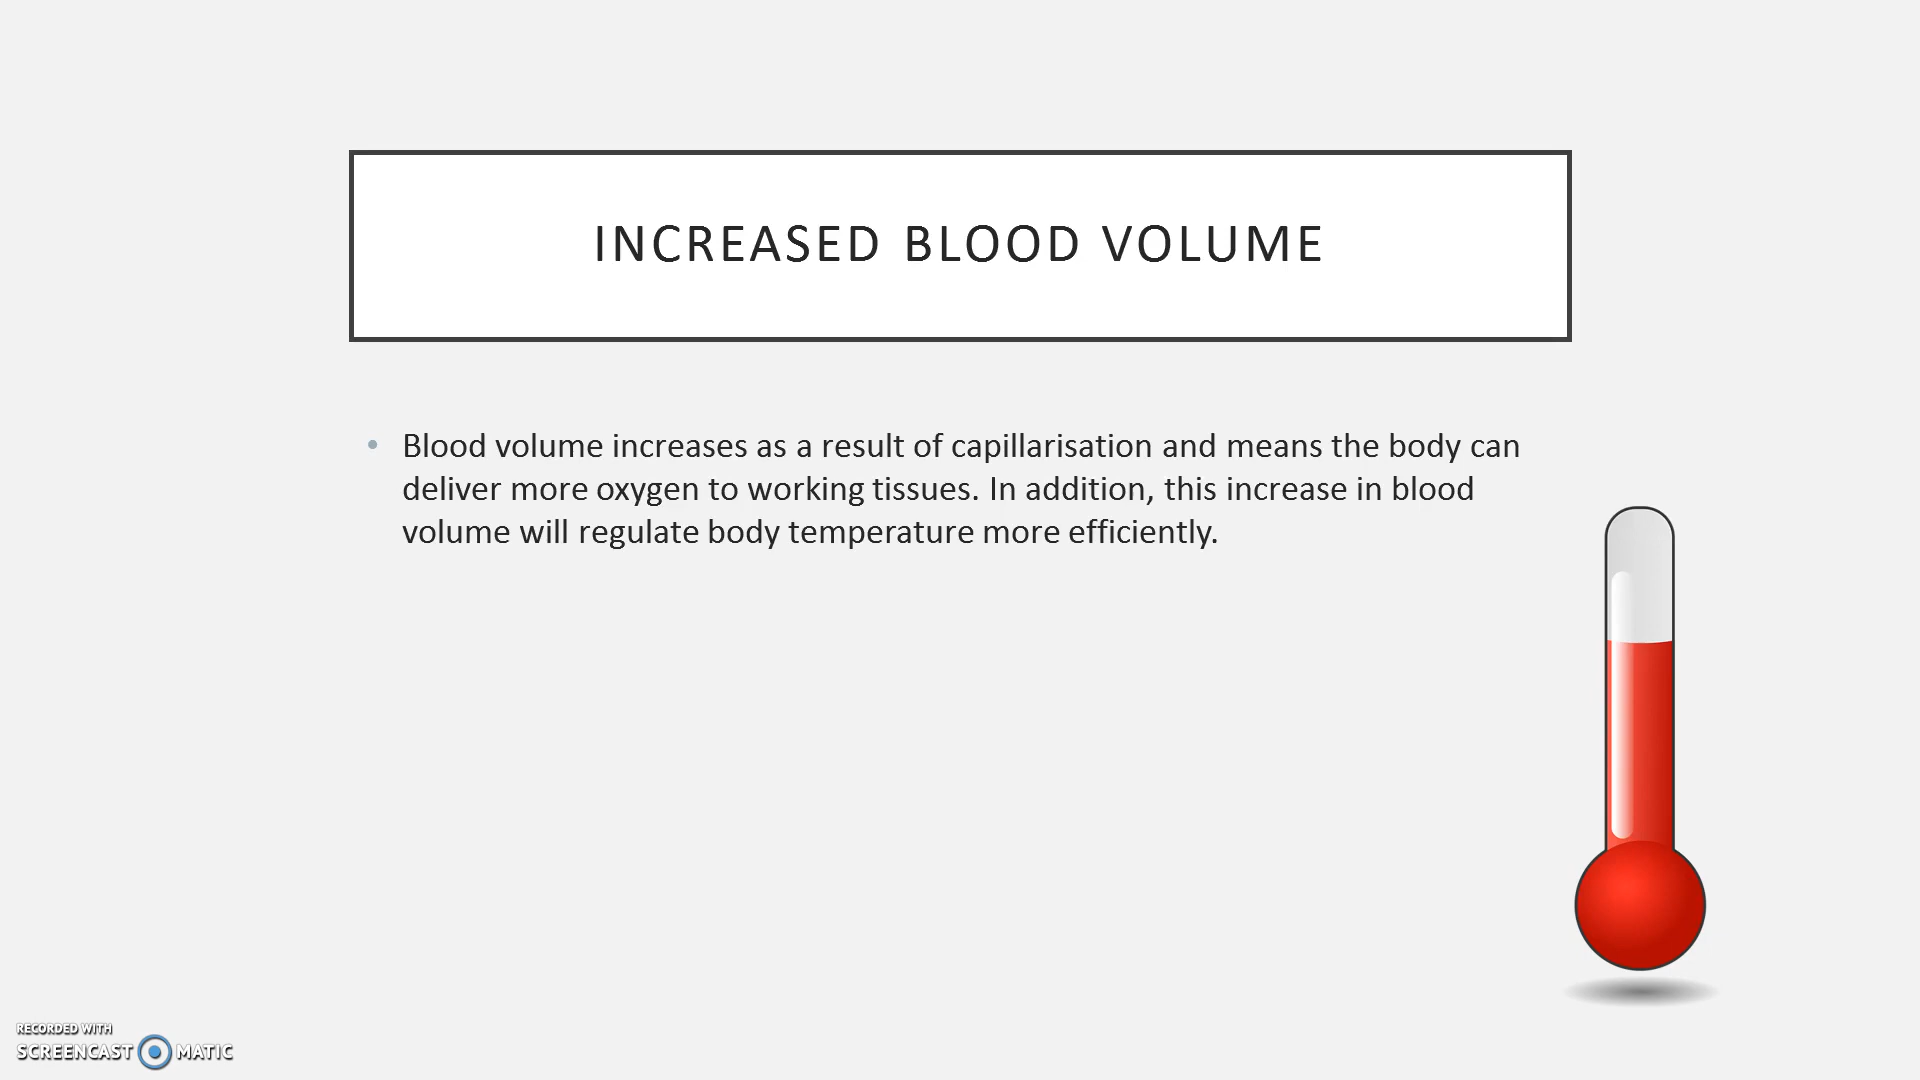 INCREASED BLOOD VOLUME
• Blood volume increases as a result of capillarisation and means the body can
deliver more oxygen to working tissues. In addition, this increase in blood
volume will regulate body temperature more efficiently.
RECORDED WITH
SCREENCAST MATIC